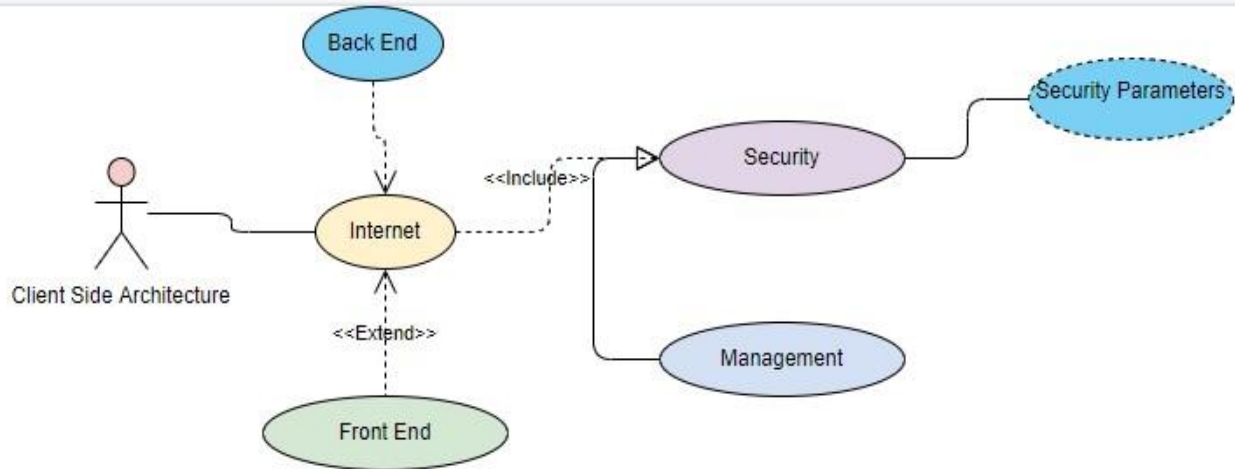 Back End
Security Parameters
Security
<<Include>>
Internet
Client Side Architecture
<<Extend>>
Management
Front End